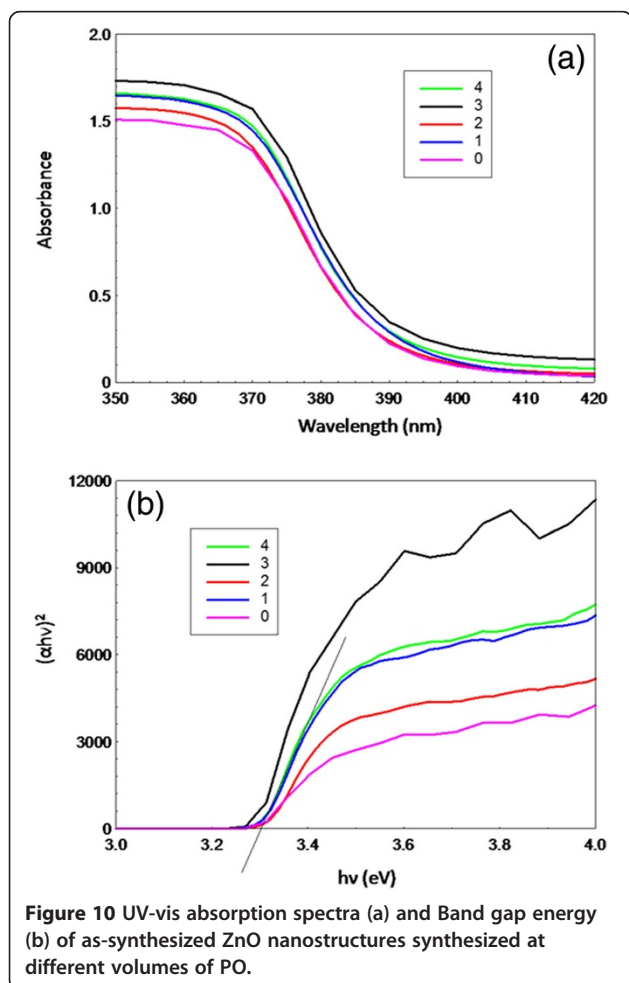 (a)
2.0
1.5
1.0
0.5
0
Absorbance
4
3
2
1
0
350 360 370 380 390 400 410 420
Wavelength (nm)
(b)
12000
9000
6000
3000
0
(αhν)²
4
3
2
1
0
3.0 3.2 3.4 3.6 3.8 4.0
hν (eV)
Figure 10 UV-vis absorption spectra (a) and Band gap energy
(b) of as-synthesized ZnO nanostructures synthesized at
different volumes of PO.